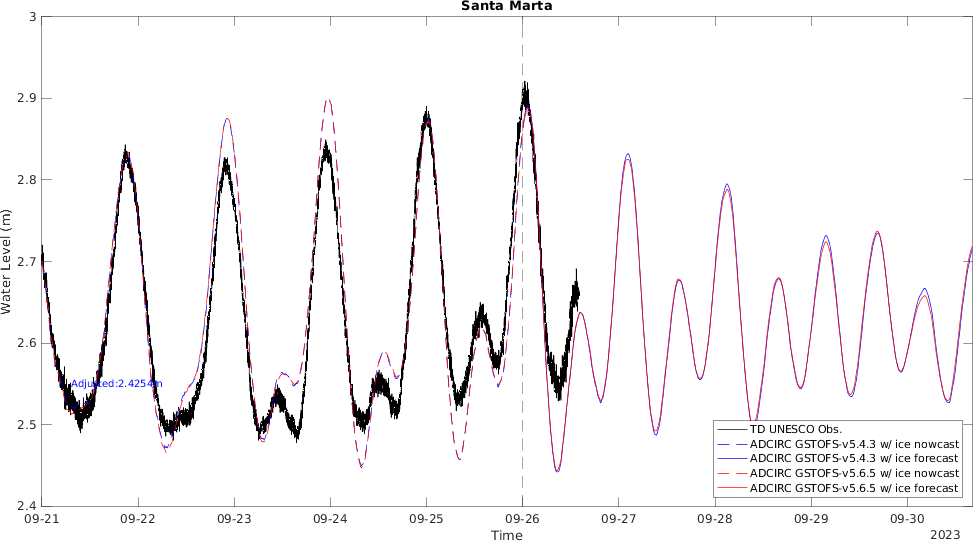 Santa Marta
3
2.9
2.8
2.7
2.6
2.5
2.4
Water Level (m)
Adjusted:2.4254m
TD UNESCO Obs.
ADCIRC GSTOFS-v5.4.3 w/ ice nowcast
ADCIRC GSTOFS-v5.4.3 w/ ice forecast
ADCIRC GSTOFS-v5.6.5 w/ ice nowcast
ADCIRC GSTOFS-v5.6.5 w/ ice forecast
09-21 09-22 09-23 09-24 09-25 09-26 09-27 09-28 09-29 09-30
Time
2023